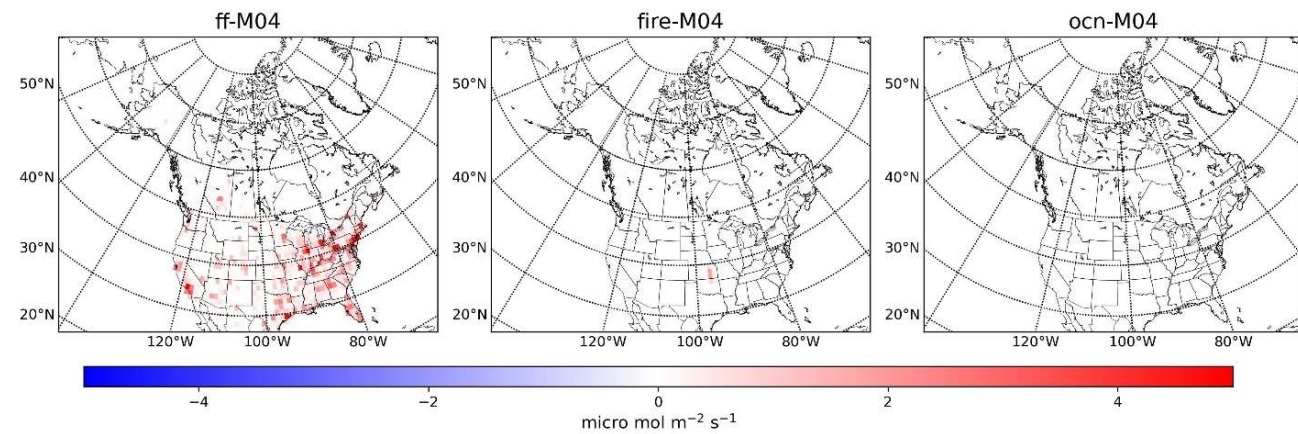 ff-M04 fire-M04 ocn-M04
50°N 50°N 50°N
40°N 40°N 40°N
30°N 30°N 30°N
20°N 20°N 20°N
120°W 100°W 80°W 120°W 100°W 80°W 120°W 100°W 80°W
−4 −2 0 2 4
micro mol m⁻² s⁻¹